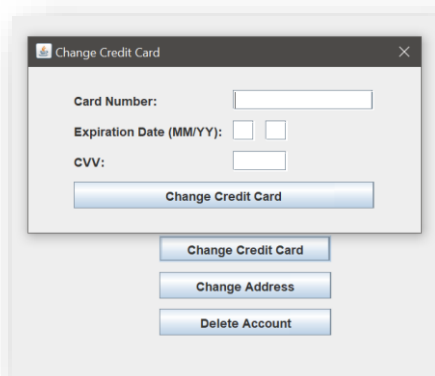 Change Credit Card
Card Number:
Expiration Date (MM/YY):
CVV:
Change Credit Card
Change Credit Card
Change Address
Delete Account